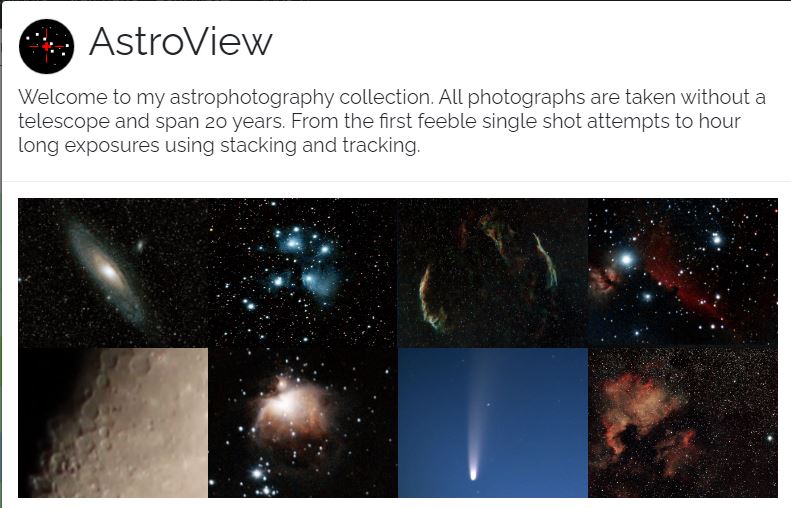 AstroView
Welcome to my astrophotography collection. All photographs are taken without a
telescope and span 20 years. From the first feeble single shot attempts to hour
long exposures using stacking and tracking.